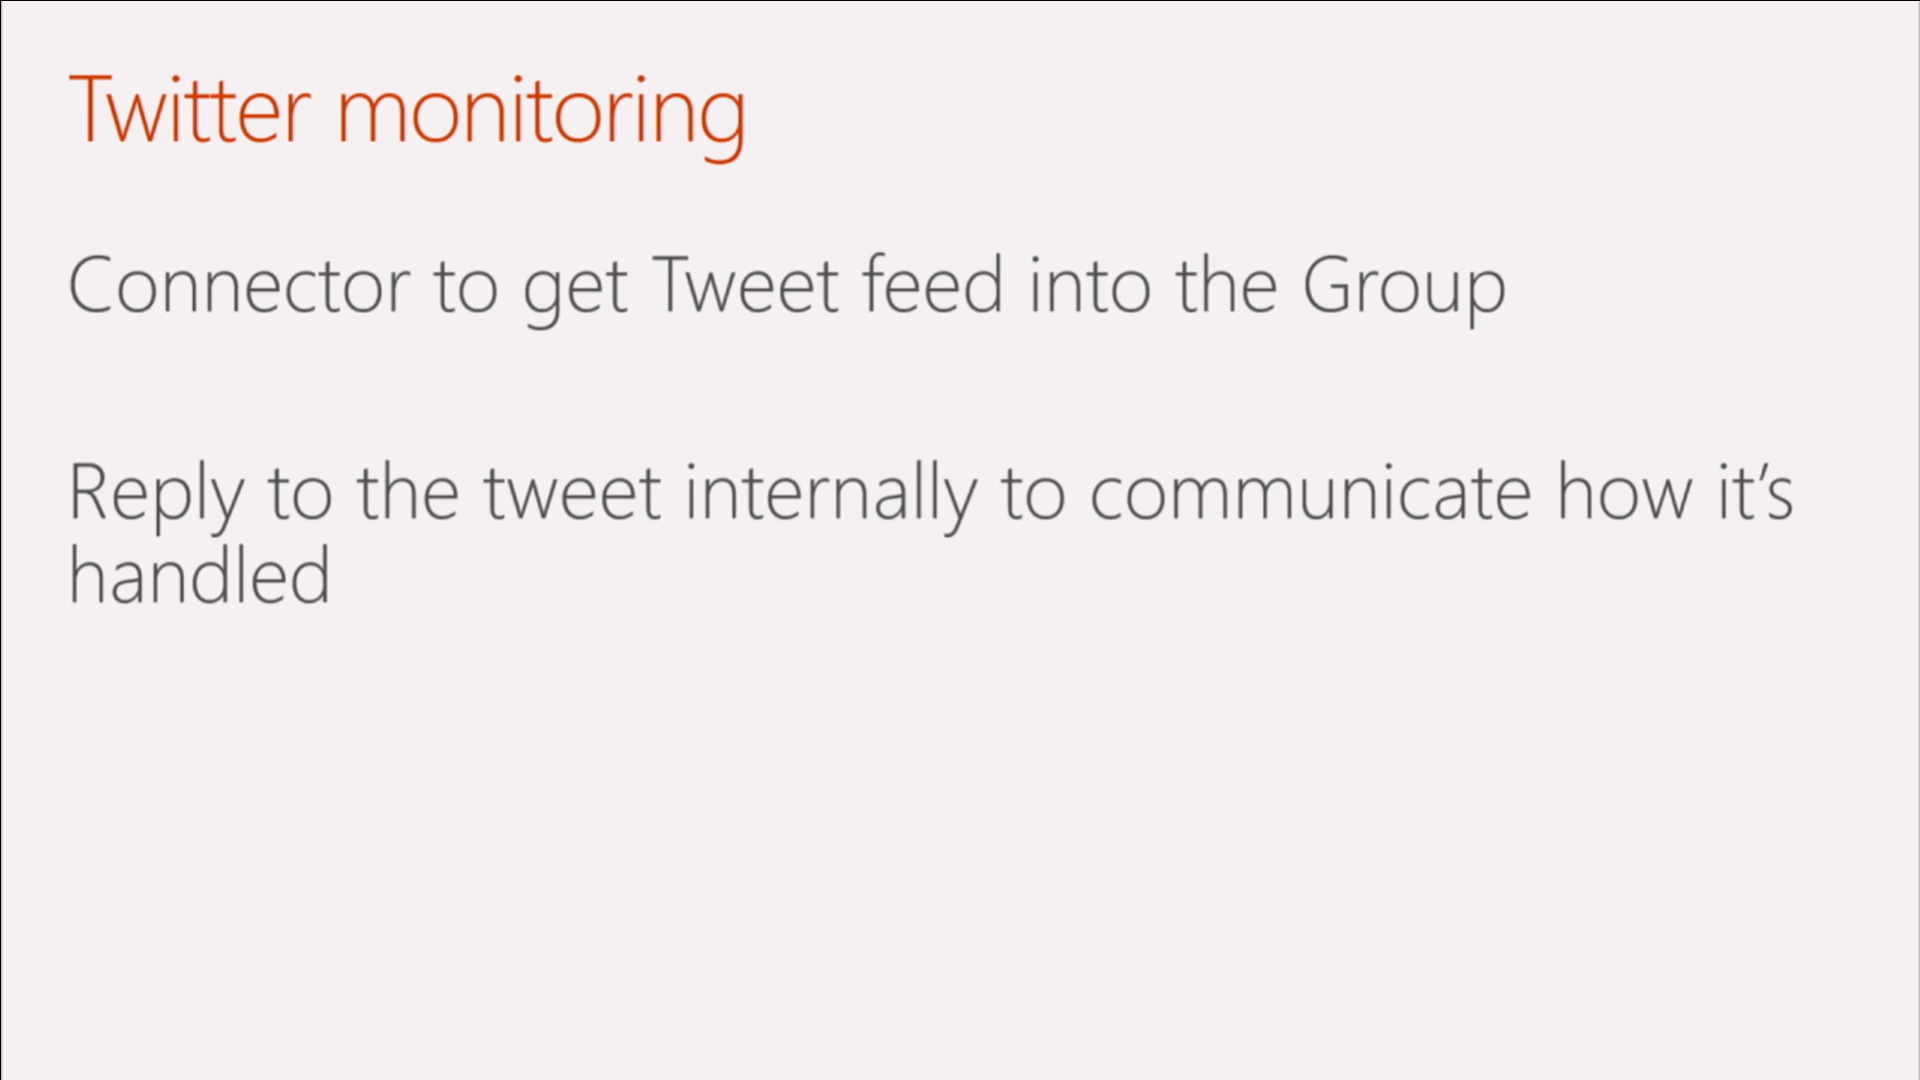 Twitter monitoring
Connector to get Tweet feed into the Group
Reply to the tweet internally to communicate how it’s
handled